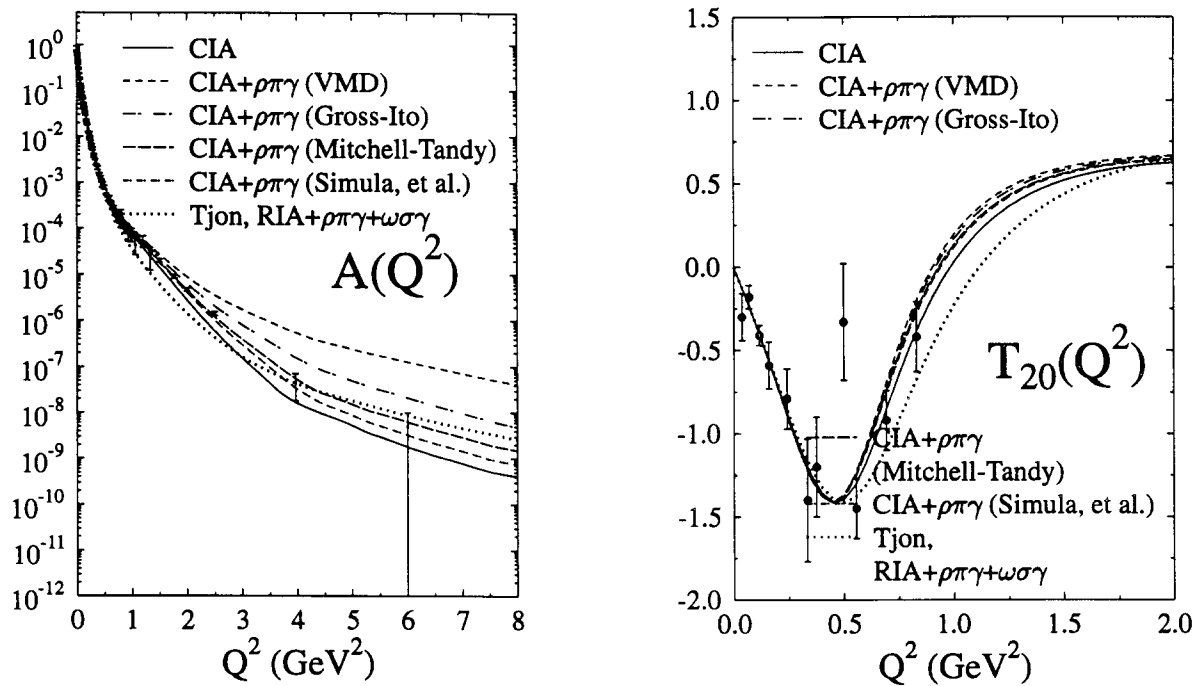 10^0
10^-1
10^-2
10^-3
10^-4
10^-5
10^-6
10^-7
10^-8
10^-9
10^-10
10^-11
10^-12
CIA
CIA+ρπγ (VMD)
CIA+ρπγ (Gross-Ito)
CIA+ρπγ (Mitchell-Tandy)
CIA+ρπγ (Simula, et al.)
Tjon, RIA+ρπγ+ωσγ
A(Q^2)
0 1 2 3 4 5 6 7 8
Q^2 (GeV^2)
1.5
1.0
0.5
0.0
-0.5
-1.0
-1.5
-2.0
CIA
CIA+ρπγ (VMD)
CIA+ρπγ (Gross-Ito)
T_20(Q^2)
CIA+ρπγ
(Mitchell-Tandy)
CIA+ρπγ (Simula, et al.)
Tjon,
RIA+ρπγ+ωσγ
0.0 0.5 1.0 1.5 2.0
Q^2 (GeV^2)